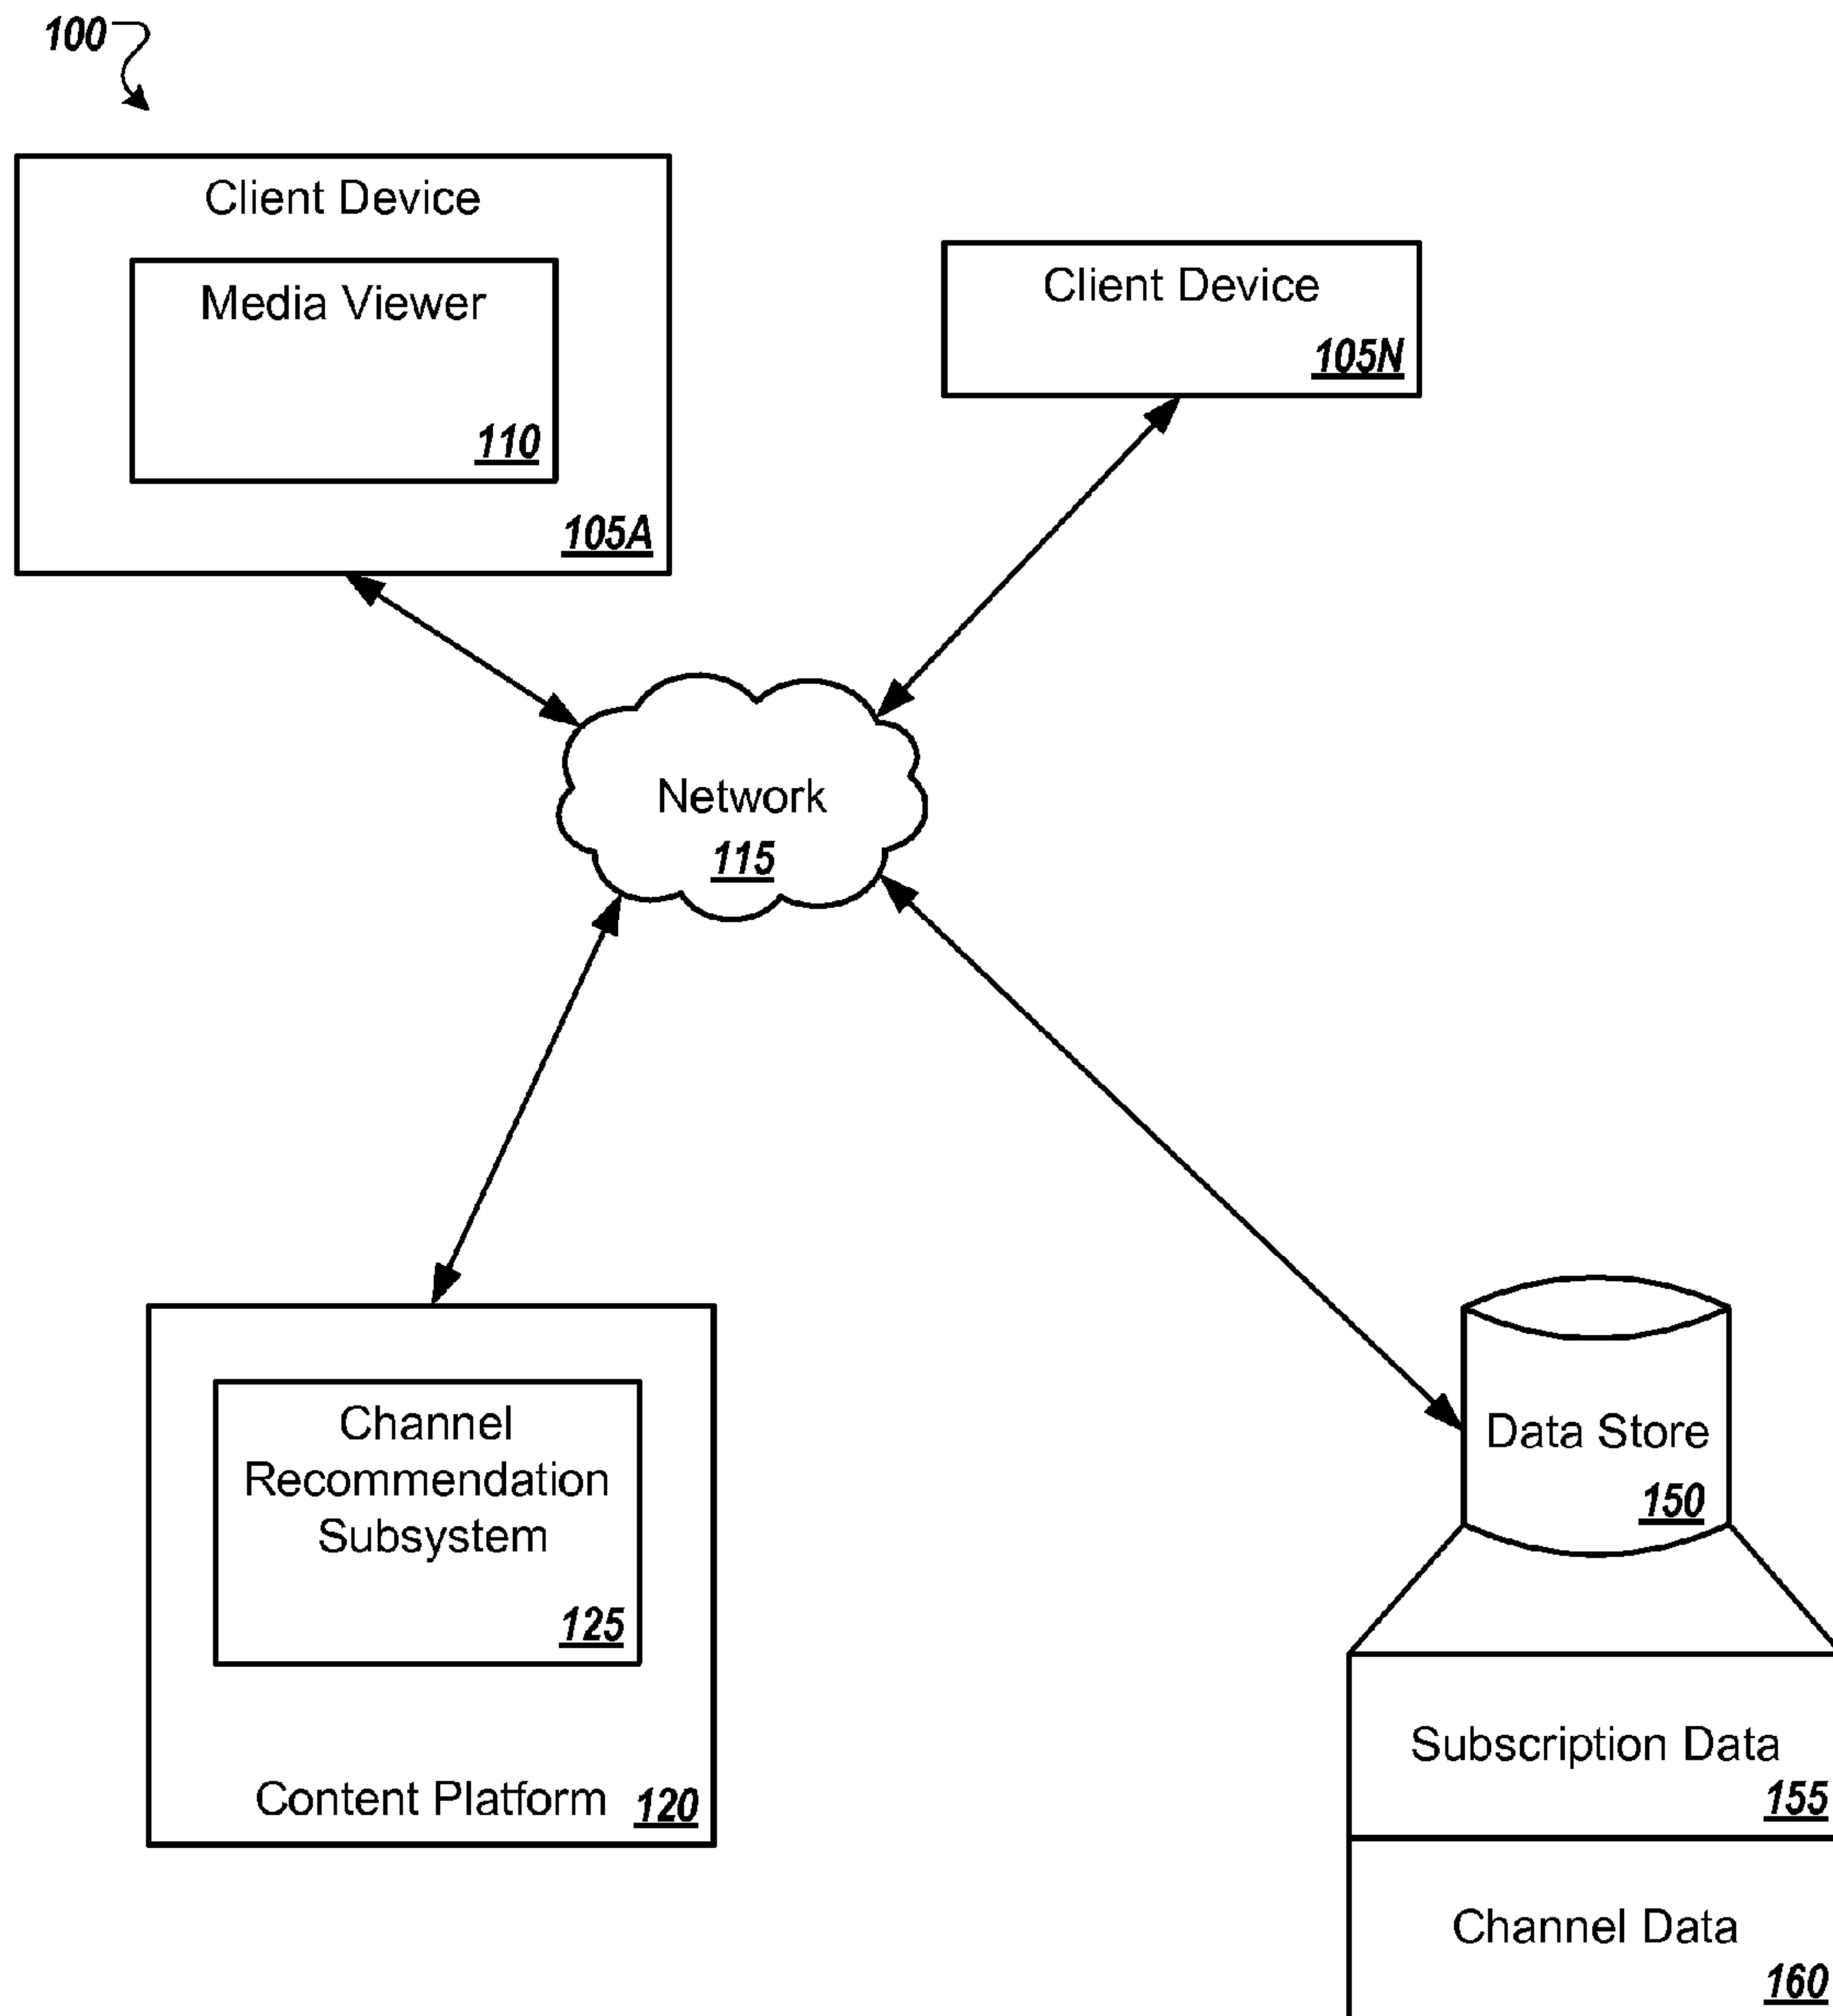 100
Client Device
Media Viewer
110
105A
Client Device
105N
Network
115
Channel
Recommendation
Subsystem
125
Content Platform 120
Data Store
150
Subscription Data
155
Channel Data
160